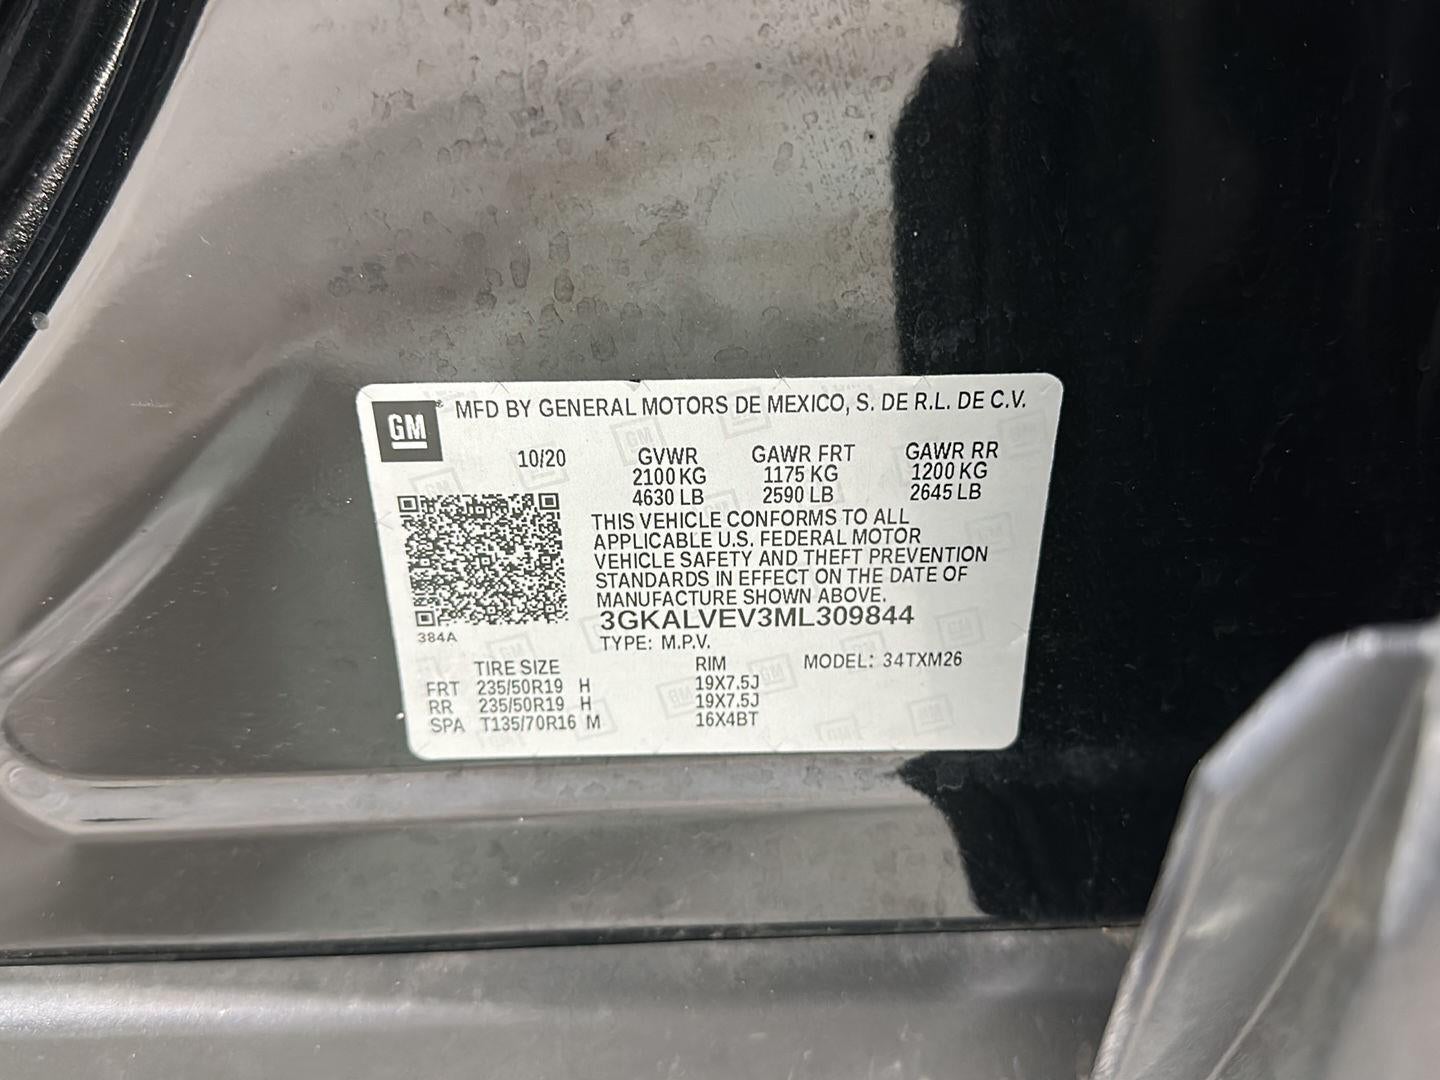 GM MFD BY GENERAL MOTORS DE MEXICO, S. DE R.L. DE C.V.
10/20 GVWR GAWR FRT GAWR RR
2100 KG 1175 KG 1200 KG
4630 LB 2590 LB 2645 LB
THIS VEHICLE CONFORMS TO ALL
APPLICABLE U.S. FEDERAL MOTOR
VEHICLE SAFETY AND THEFT PREVENTION
STANDARDS IN EFFECT ON THE DATE OF
MANUFACTURE SHOWN ABOVE.
3GKALVEV3ML309844
384A
TYPE: M.P.V.
TIRE SIZE RIM MODEL: 34TXM26
FRT 235/50R19 H 19X7.5J
RR 235/50R19 H 19X7.5J
SPA T135/70R16 M 16X4BT